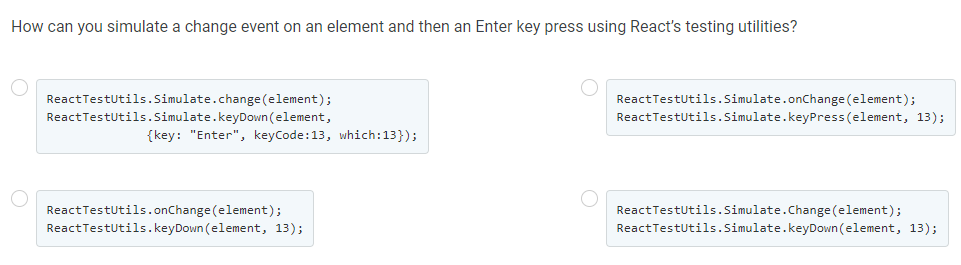 How can you simulate a change event on an element and then an Enter key press using React's testing utilities?
ReactTestUtils.Simulate.change(element);
ReactTestUtils.Simulate.keyDown(element,
{key: "Enter", keyCode:13, which:13});
ReactTestUtils.Simulate.onChange(element);
ReactTestUtils.Simulate.keyPress(element, 13);
ReactTestUtils.onChange(element);
ReactTestUtils.keyDown(element, 13);
ReactTestUtils.Simulate.Change(element);
ReactTestUtils.Simulate.keyDown(element, 13);